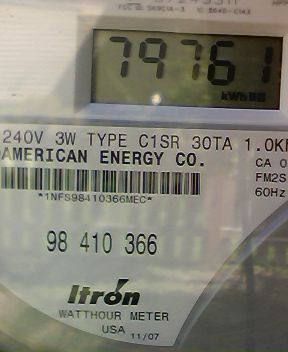 79761
kWh
240V 3W TYPE C1SR 30TA 1.0K
AMERICAN ENERGY CO.
CA 0
FM2S
60Hz
*1NFS98410366MEC*
98 410 366
Itron
WATTHOUR METER
USA 11/07